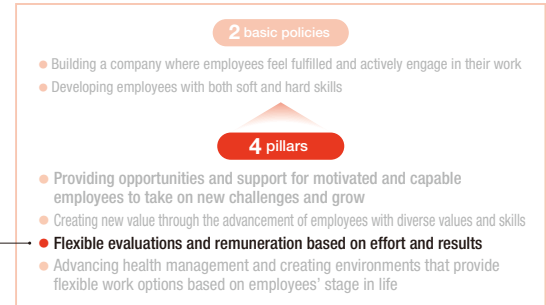 2 basic policies
● Building a company where employees feel fulfilled and actively engage in their work
● Developing employees with both soft and hard skills
4 pillars
● Providing opportunities and support for motivated and capable
employees to take on new challenges and grow
● Creating new value through the advancement of employees with diverse values and skills
● Flexible evaluations and remuneration based on effort and results
● Advancing health management and creating environments that provide
flexible work options based on employees' stage in life